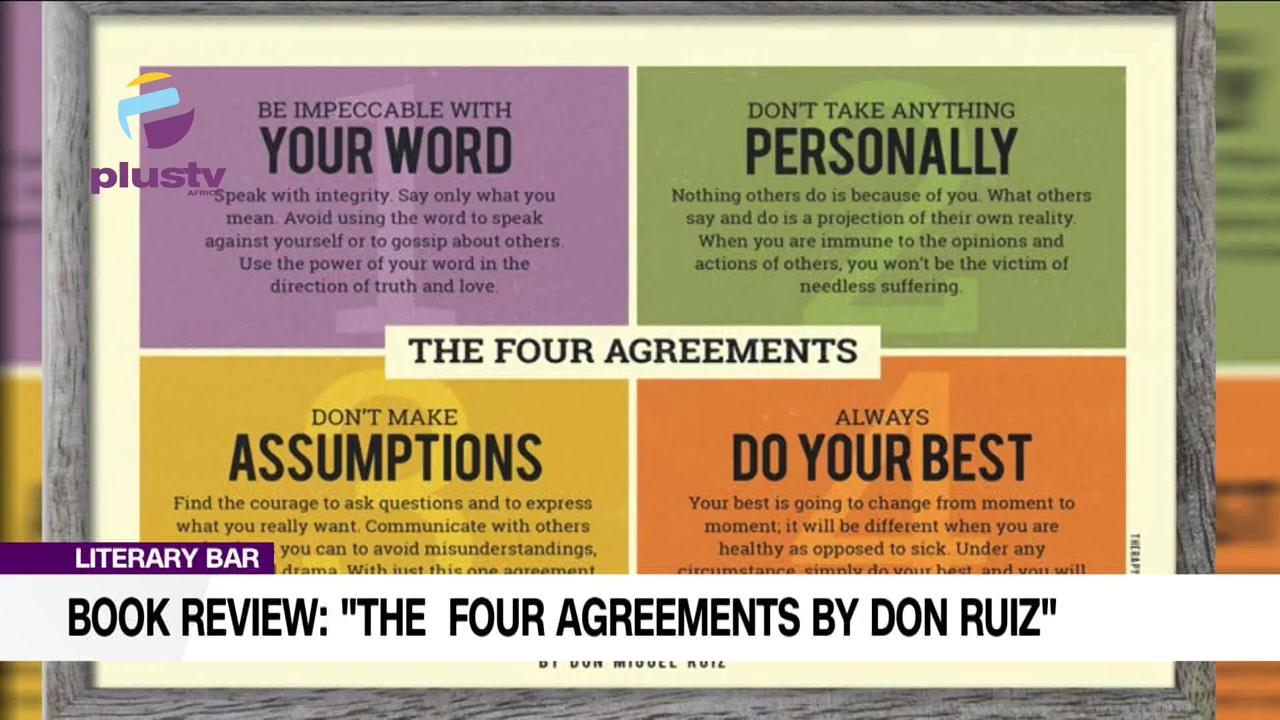 plustv
AFRICA
BE IMPECCABLE WITH
YOUR WORD
Speak with integrity. Say only what you
mean. Avoid using the word to speak
against yourself or to gossip about others.
Use the power of your word in the
direction of truth and love.
DON'T TAKE ANYTHING
PERSONALLY
Nothing others do is because of you. What others
say and do is a projection of their own reality.
When you are immune to the opinions and
actions of others, you won't be the victim of
needless suffering.
THE FOUR AGREEMENTS
DON'T MAKE
ASSUMPTIONS
Find the courage to ask questions and to express
what you really want. Communicate with others
you can to avoid misunderstandings,
drama. With just this one agreement
ALWAYS
DO YOUR BEST
Your best is going to change from moment to
moment; it will be different when you are
healthy as opposed to sick. Under any
circumstance, simply do your best, and you will
THERAPY
LITERARY BAR
BOOK REVIEW: "THE FOUR AGREEMENTS BY DON RUIZ"
BY DON MIGUEL RUIZ